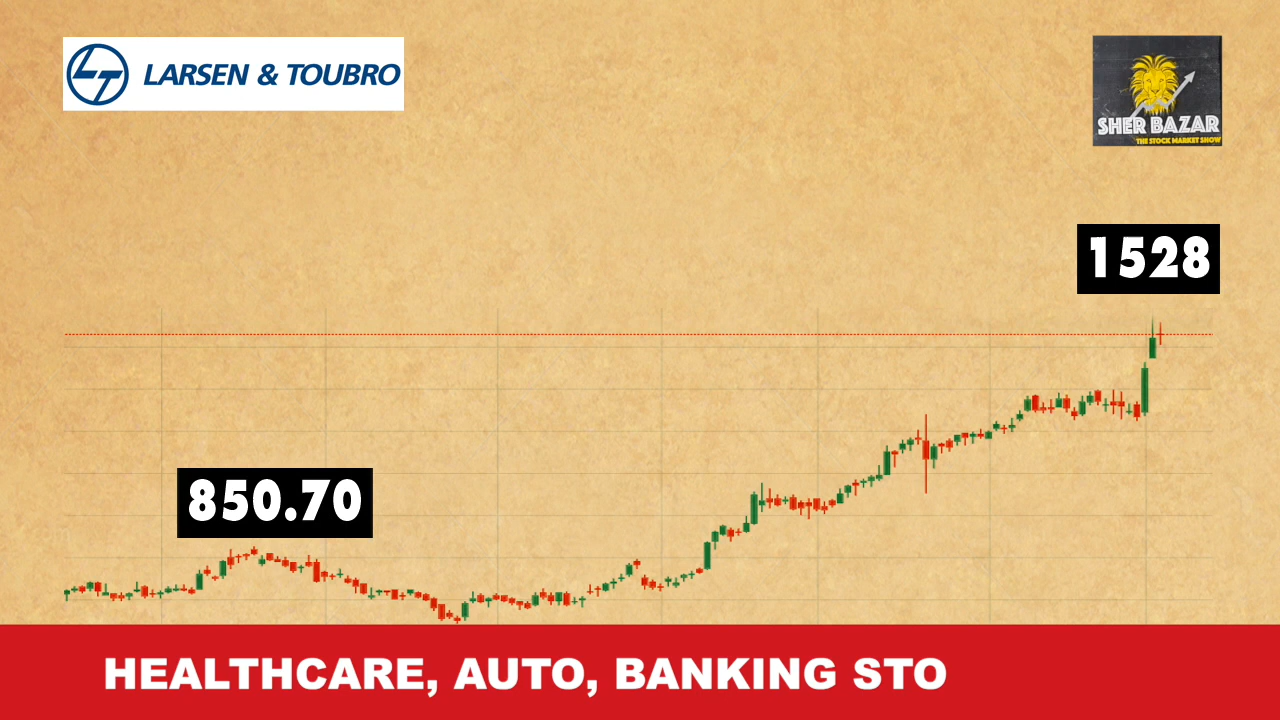 LARSEN & TOUBRO
SHER BAZAR
THE STOCK MARKET SHOW
1528
850.70
HEALTHCARE, AUTO, BANKING STO